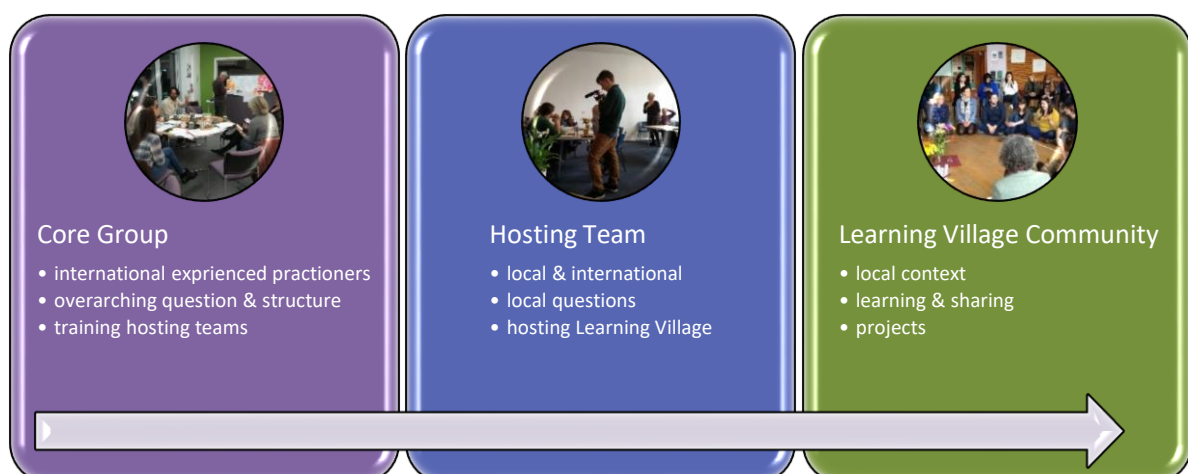 Core Group
• international exprienced practioners
• overarching question & structure
• training hosting teams
Hosting Team
• local & international
• local questions
• hosting Learning Village
Learning Village Community
• local context
• learning & sharing
• projects